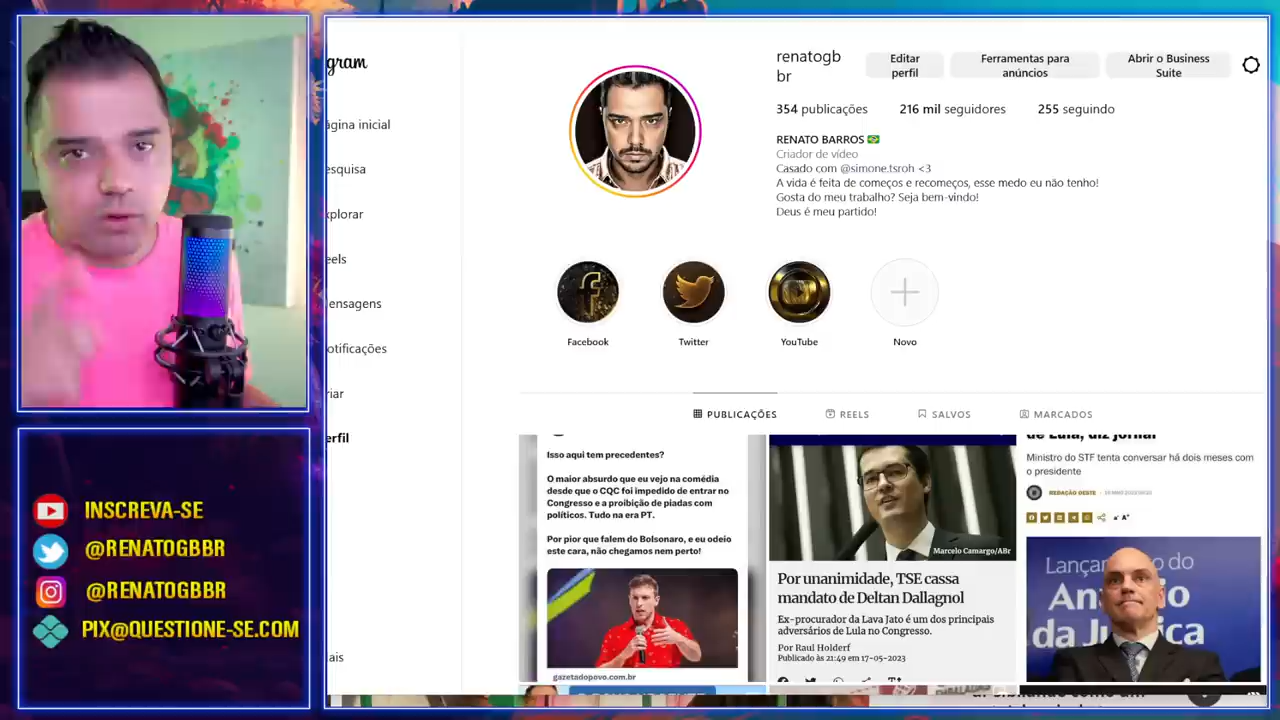 gram
ágina inicial
esquisa
xplorar
eels
ensagens
otificações
riar
erfil
ais
renatogb
br
Editar
perfil
Ferramentas para
anúncios
Abrir o Business
Suite
354 publicações
216 mil seguidores
255 seguindo
RENATO BARROS
Criador de vídeo
Casado com @simone.tsroh <3
A vida é feita de começos e recomeços, esse medo eu não tenho!
Gosta do meu trabalho? Seja bem-vindo!
Deus é meu partido!
Facebook
Twitter
YouTube
Novo
PUBLICAÇÕES
REELS
SALVOS
MARCADOS
Isso aqui tem precedentes?
O maior absurdo que eu vejo na comédia
desde que o CQC foi impedido de entrar no
Congresso e a proibição de piadas com
políticos. Tudo na era PT.
Por pior que falem do Bolsonaro, e eu odeio
este cara, não chegamos nem perto!
gazetadopovo.com.br
Marcelo Camargo/ABr
Por unanimidade, TSE cassa
mandato de Deltan Dallagnol
Ex-procurador da Lava Jato é um dos principais
adversários de Lula no Congresso.
Por Raul Holderf
Publicado às 21:49 em 17-05-2023
de Lula, diz jornal
Ministro do STF tenta conversar há dois meses com
o presidente
REDAÇÃO OESTE
Lançamento do
An io
da Ju iça
INSCREVA-SE
@RENATOGBBR
@RENATOGBBR
PIX@QUESTIONE-SE.COM